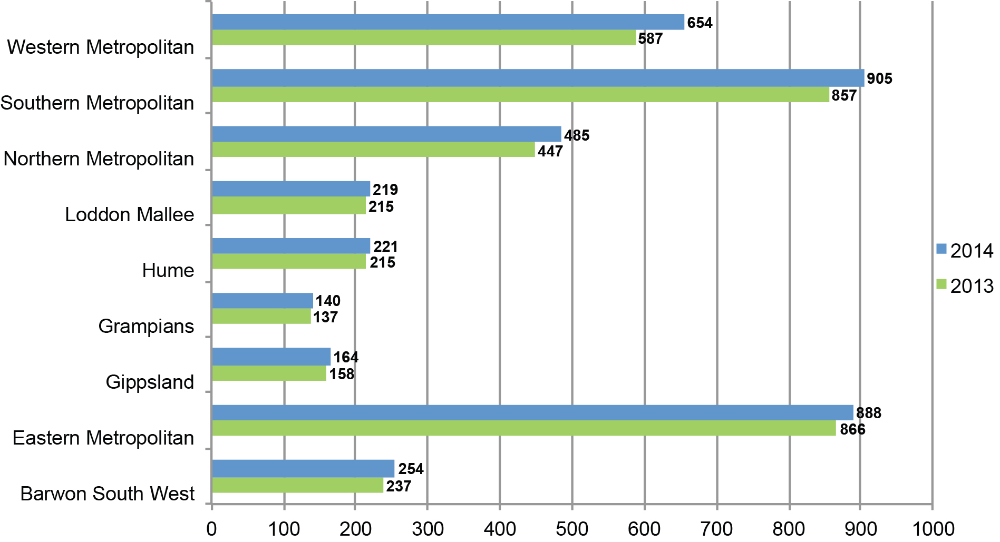 654
587
Western Metropolitan
905
857
Southern Metropolitan
485
447
Northern Metropolitan
219
215
Loddon Mallee
221
215
Hume
140
137
Grampians
164
158
Gippsland
888
866
Eastern Metropolitan
254
237
Barwon South West
0 100 200 300 400 500 600 700 800 900 1000
2014
2013